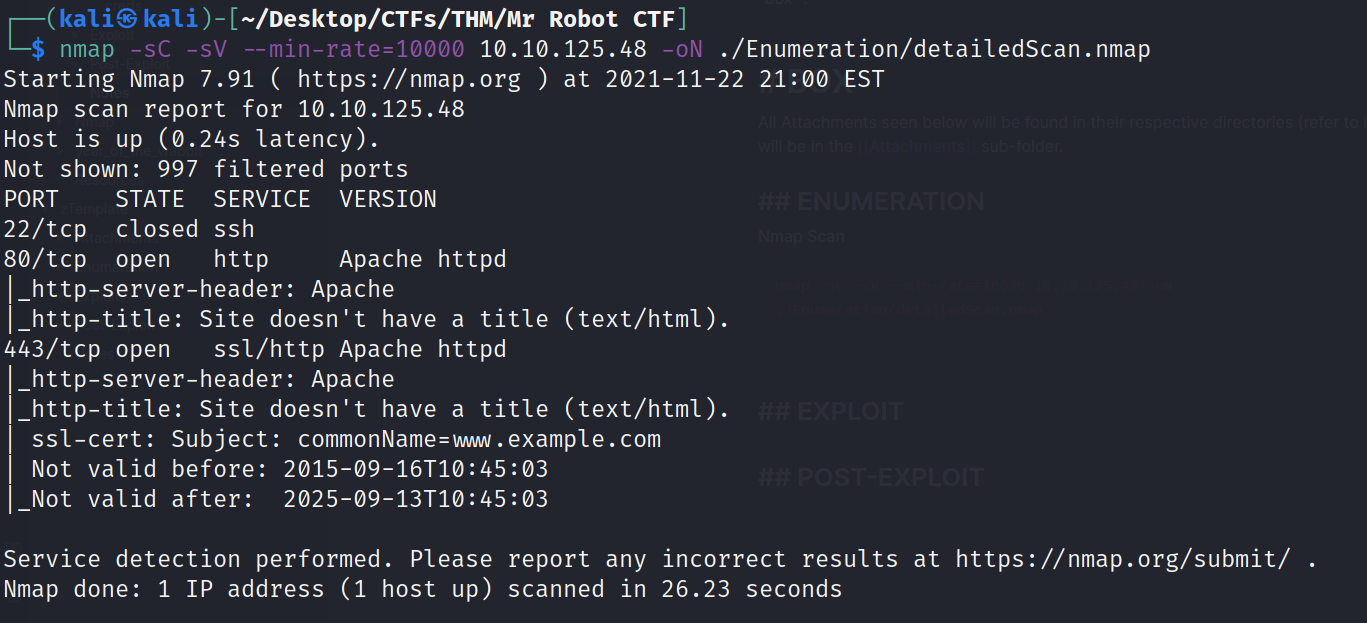 ┌──(kali㉿kali)-[~/Desktop/CTFs/THM/Mr Robot CTF]
└─$ nmap -sC -sV --min-rate=10000 10.10.125.48 -oN ./Enumeration/detailedScan.nmap
Starting Nmap 7.91 ( https://nmap.org ) at 2021-11-22 21:00 EST
Nmap scan report for 10.10.125.48
Host is up (0.24s latency).
Not shown: 997 filtered ports
PORT    STATE  SERVICE  VERSION
22/tcp  closed ssh
80/tcp  open   http     Apache httpd
|_http-server-header: Apache
|_http-title: Site doesn't have a title (text/html).
443/tcp open   ssl/http Apache httpd
|_http-server-header: Apache
|_http-title: Site doesn't have a title (text/html).
| ssl-cert: Subject: commonName=www.example.com
| Not valid before: 2015-09-16T10:45:03
|_Not valid after:  2025-09-13T10:45:03
Service detection performed. Please report any incorrect results at https://nmap.org/submit/ .
Nmap done: 1 IP address (1 host up) scanned in 26.23 seconds
All Attachments seen below will be found in their respective directories (refer to
will be in the sub-folder.
## ENUMERATION
Nmap Scan
## EXPLOIT
## POST-EXPLOIT